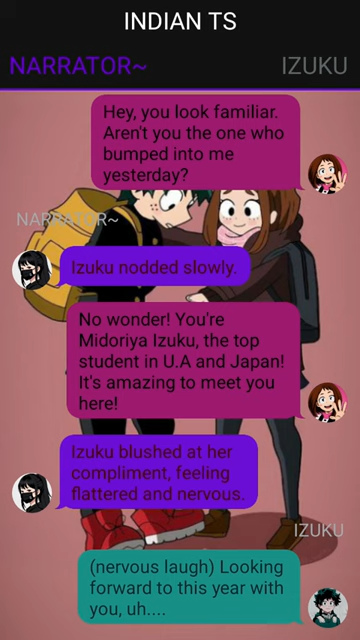 INDIAN TS
NARRATOR~ IZUKU
Hey, you look familiar.
Aren't you the one who
bumped into me
yesterday?
NARRATOR~
Izuku nodded slowly.
No wonder! You're
Midoriya Izuku, the top
student in U.A and Japan!
It's amazing to meet you
here!
Izuku blushed at her
compliment, feeling
flattered and nervous.
IZUKU
(nervous laugh) Looking
forward to this year with
you, uh....